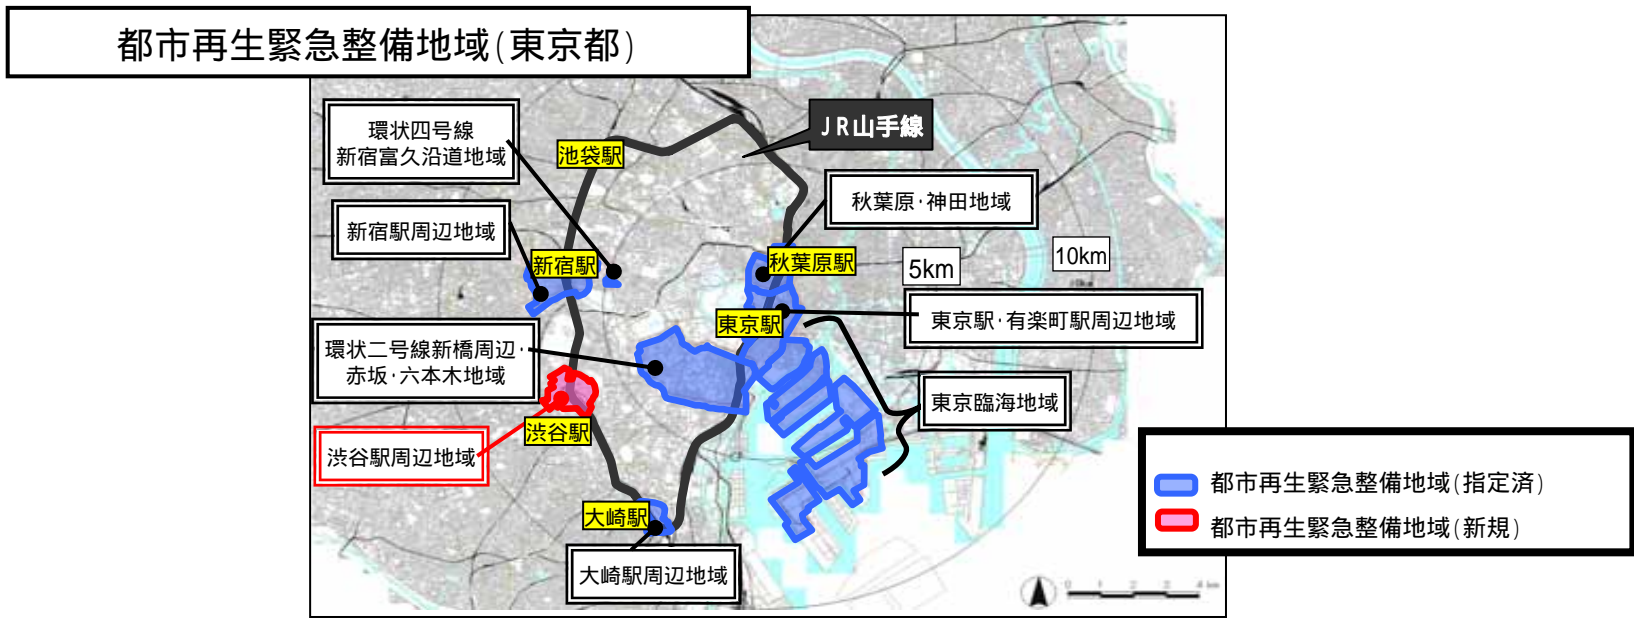 都市再生緊急整備地域(東京都)
JR山手線
環状四号線
新宿富久沿道地域
池袋駅
秋葉原・神田地域
新宿駅周辺地域
新宿駅
秋葉原駅
5km
10km
東京駅
東京駅・有楽町駅周辺地域
環状二号線新橋周辺・
赤坂・六本木地域
東京臨海地域
渋谷駅
渋谷駅周辺地域
都市再生緊急整備地域(指定済)
都市再生緊急整備地域(新規)
大崎駅
大崎駅周辺地域
0 1 2 3 4 km